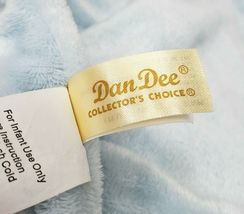 Dan Dee®
COLLECTOR'S CHOICE®
For Infant Use Only
Instruction
Cold